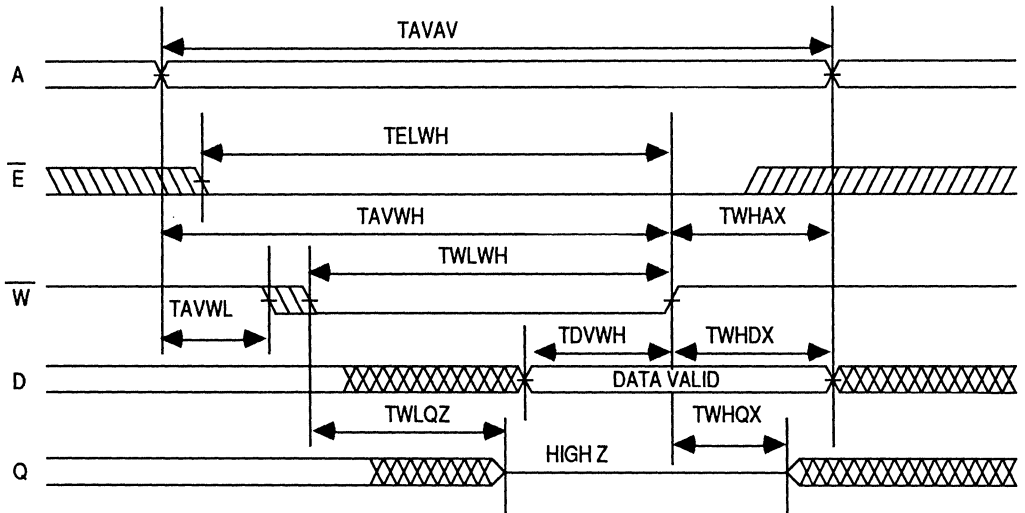 TAVAV
A
TELWH
E
TAVWH
TWHAX
TWLWH
W
TAVWL
TDVWH
TWHDX
D
DATA VALID
TWLQZ
TWHQX
HIGH Z
Q